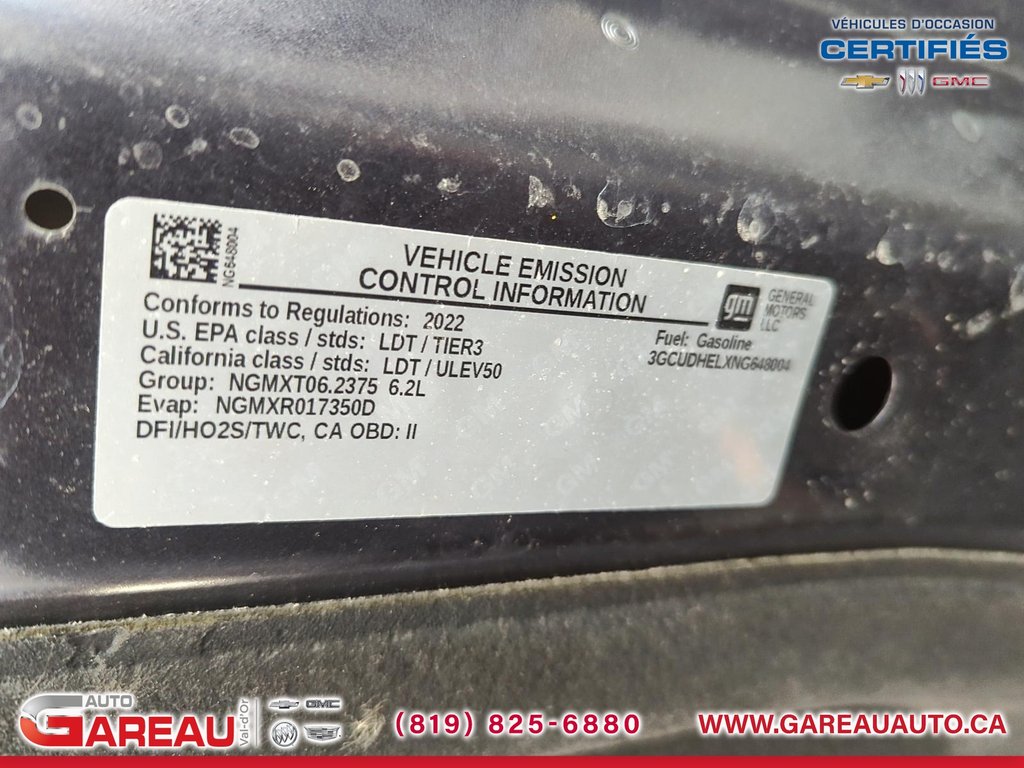 VÉHICULES D'OCCASION
CERTIFIÉS
GMC
NG648004
VEHICLE EMISSION
CONTROL INFORMATION
gm
GENERAL
MOTORS
LLC
Conforms to Regulations: 2022
U.S. EPA class / stds: LDT / TIER3
California class / stds: LDT / ULEV50
Group: NGMXT06.2375 6.2L
Evap: NGMXR017350D
DFI/HO2S/TWC, CA OBD: II
Fuel: Gasoline
3GCUDHELXNG648004
AUTO
GAREAU
Val-d'Or
GMC
(819) 825-6880
WWW.GAREAUAUTO.CA